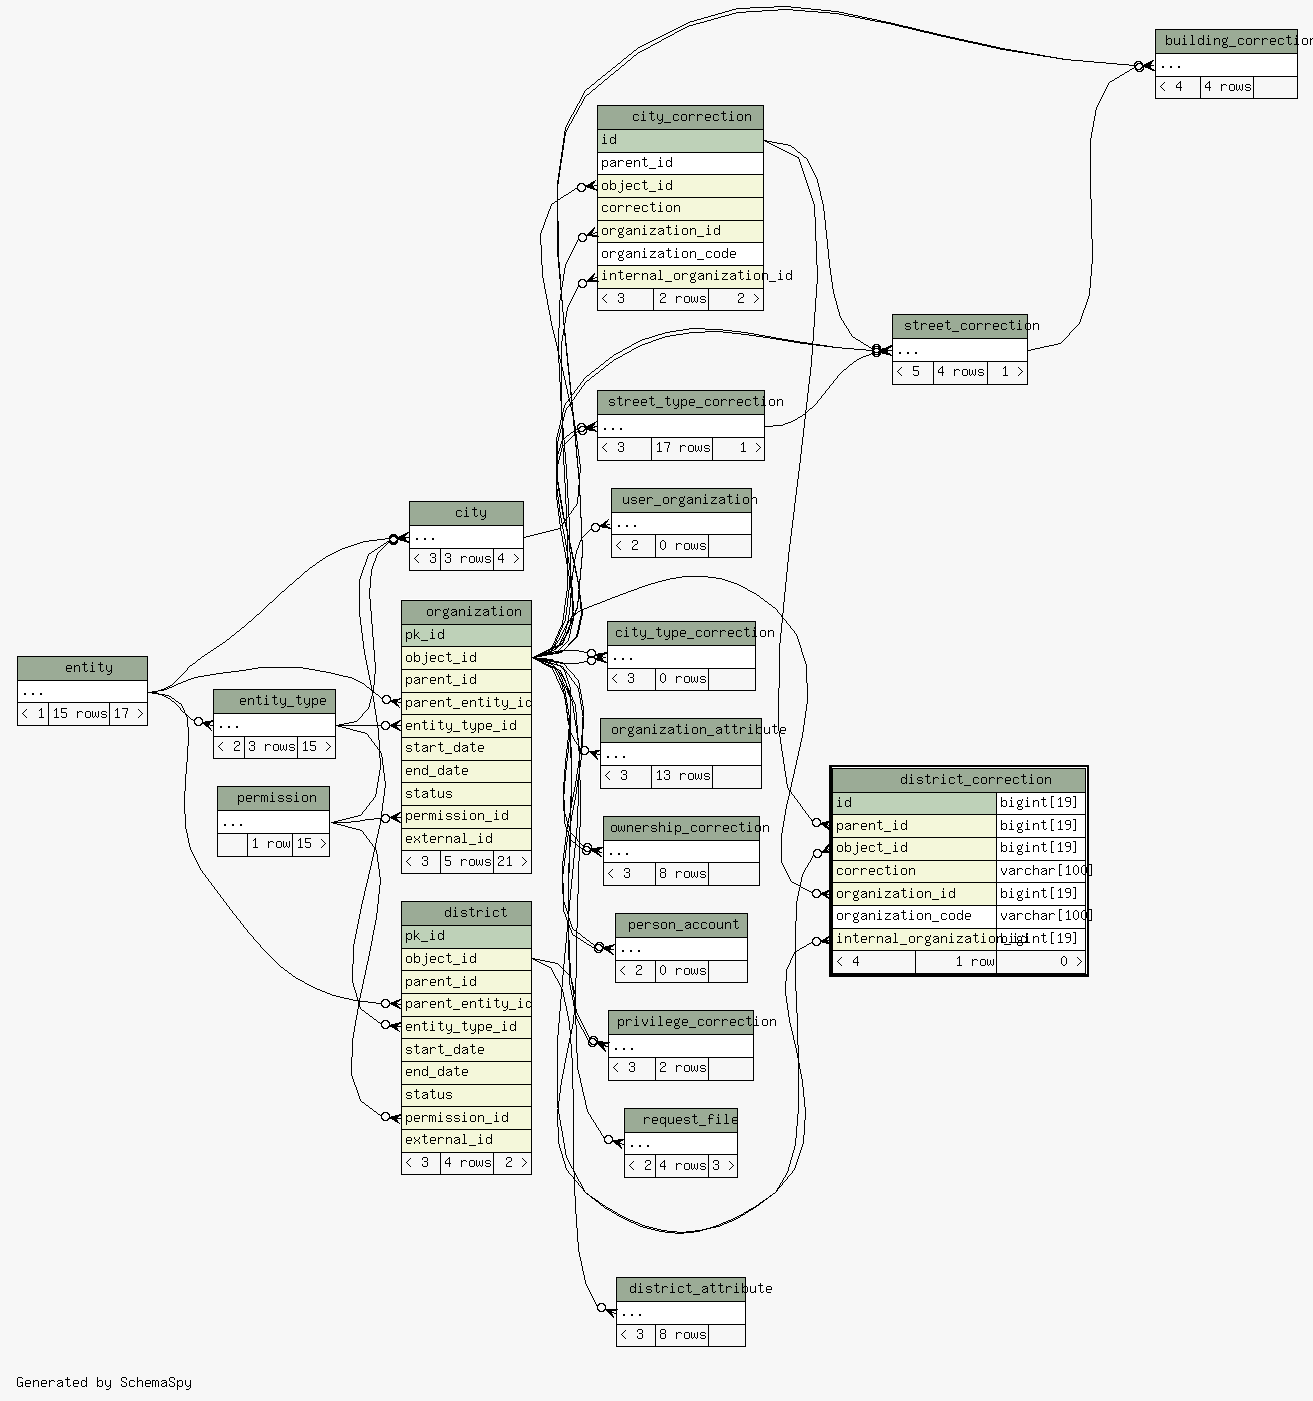 building_correction
...
< 4 4 rows
city_correction
id
parent_id
object_id
correction
organization_id
organization_code
internal_organization_id
< 3 2 rows 2 >
street_correction
...
< 5 4 rows 1 >
street_type_correction
...
< 3 17 rows 1 >
user_organization
...
< 2 0 rows
city
...
< 3 3 rows 4 >
organization
pk_id
object_id
parent_id
parent_entity_id
entity_type_id
start_date
end_date
status
permission_id
external_id
< 3 5 rows 21 >
city_type_correction
...
< 3 0 rows
entity
...
< 1 15 rows 17 >
entity_type
...
< 2 3 rows 15 >
organization_attribute
...
< 3 13 rows
permission
...
1 row 15 >
district_correction
id bigint[19]
parent_id bigint[19]
object_id bigint[19]
correction varchar[100]
organization_id bigint[19]
organization_code varchar[100]
internal_organization_id bigint[19]
< 4 1 row 0 >
ownership_correction
...
< 3 8 rows
district
pk_id
object_id
parent_id
parent_entity_id
entity_type_id
start_date
end_date
status
permission_id
external_id
< 3 4 rows 2 >
person_account
...
< 2 0 rows
privilege_correction
...
< 3 2 rows
request_file
...
< 2 4 rows 3 >
district_attribute
...
< 3 8 rows
Generated by SchemaSpy